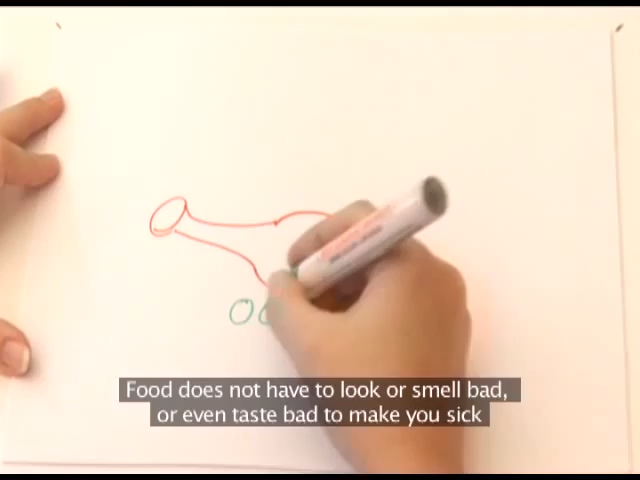 Food does not have to look or smell bad,
or even taste bad to make you sick